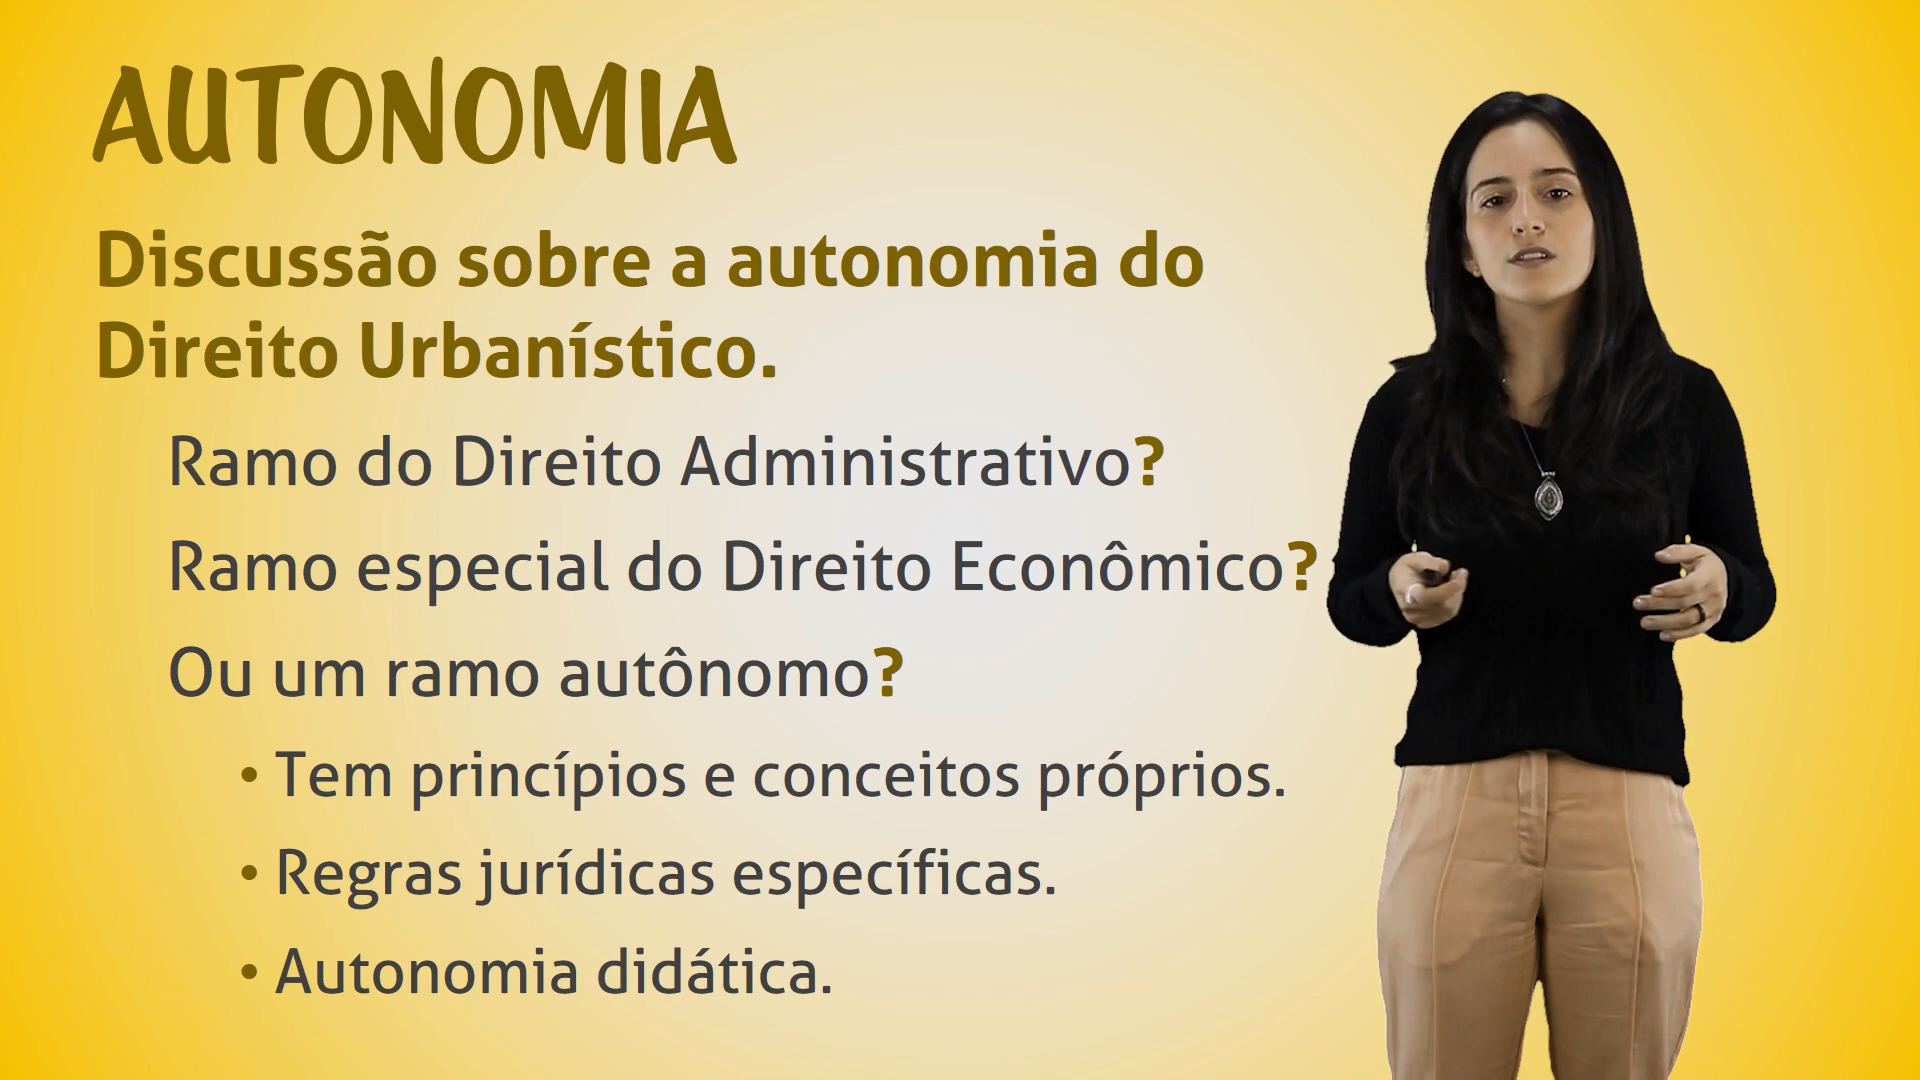 AUTONOMIA
Discussão sobre a autonomia do
Direito Urbanístico.
Ramo do Direito Administrativo?
Ramo especial do Direito Econômico?
Ou um ramo autônomo?
• Tem princípios e conceitos próprios.
• Regras jurídicas específicas.
• Autonomia didática.